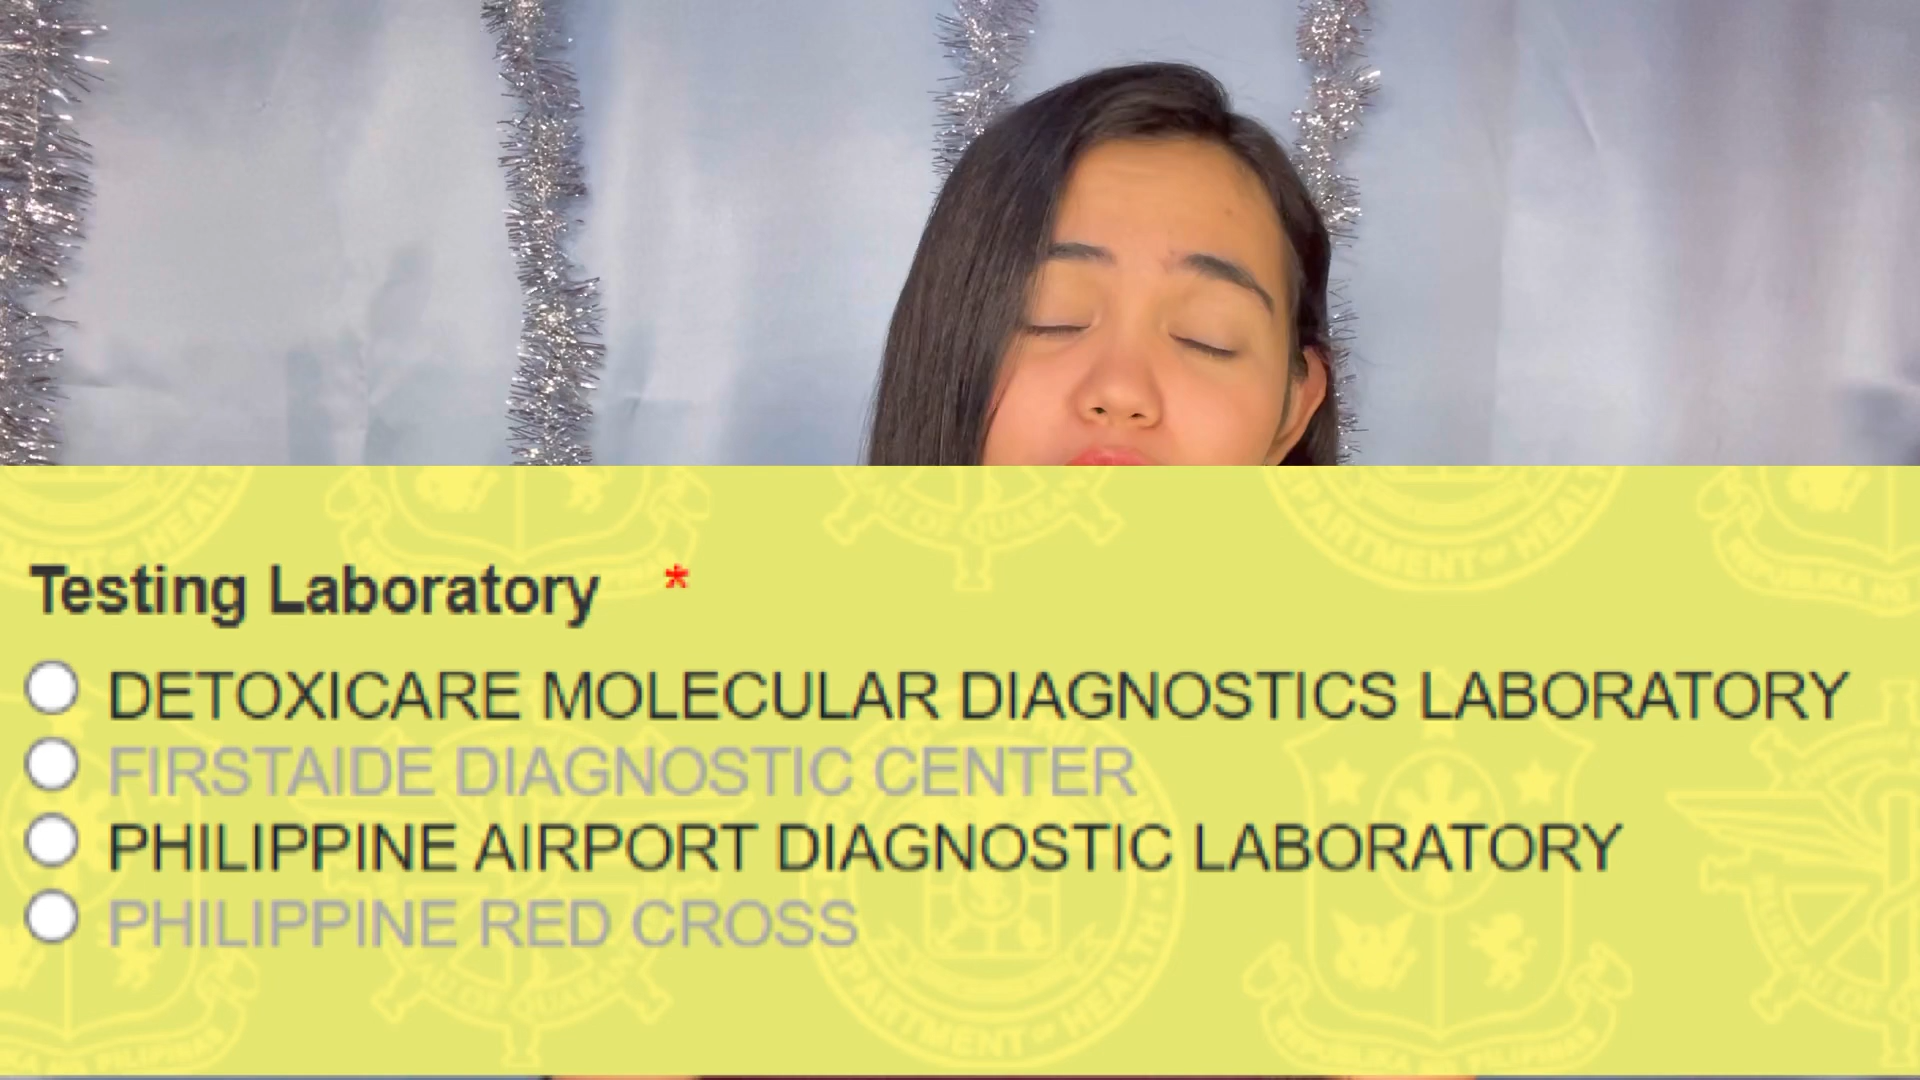 Testing Laboratory *
DETOXICARE MOLECULAR DIAGNOSTICS LABORATORY
FIRSTAIDE DIAGNOSTIC CENTER
PHILIPPINE AIRPORT DIAGNOSTIC LABORATORY
PHILIPPINE RED CROSS